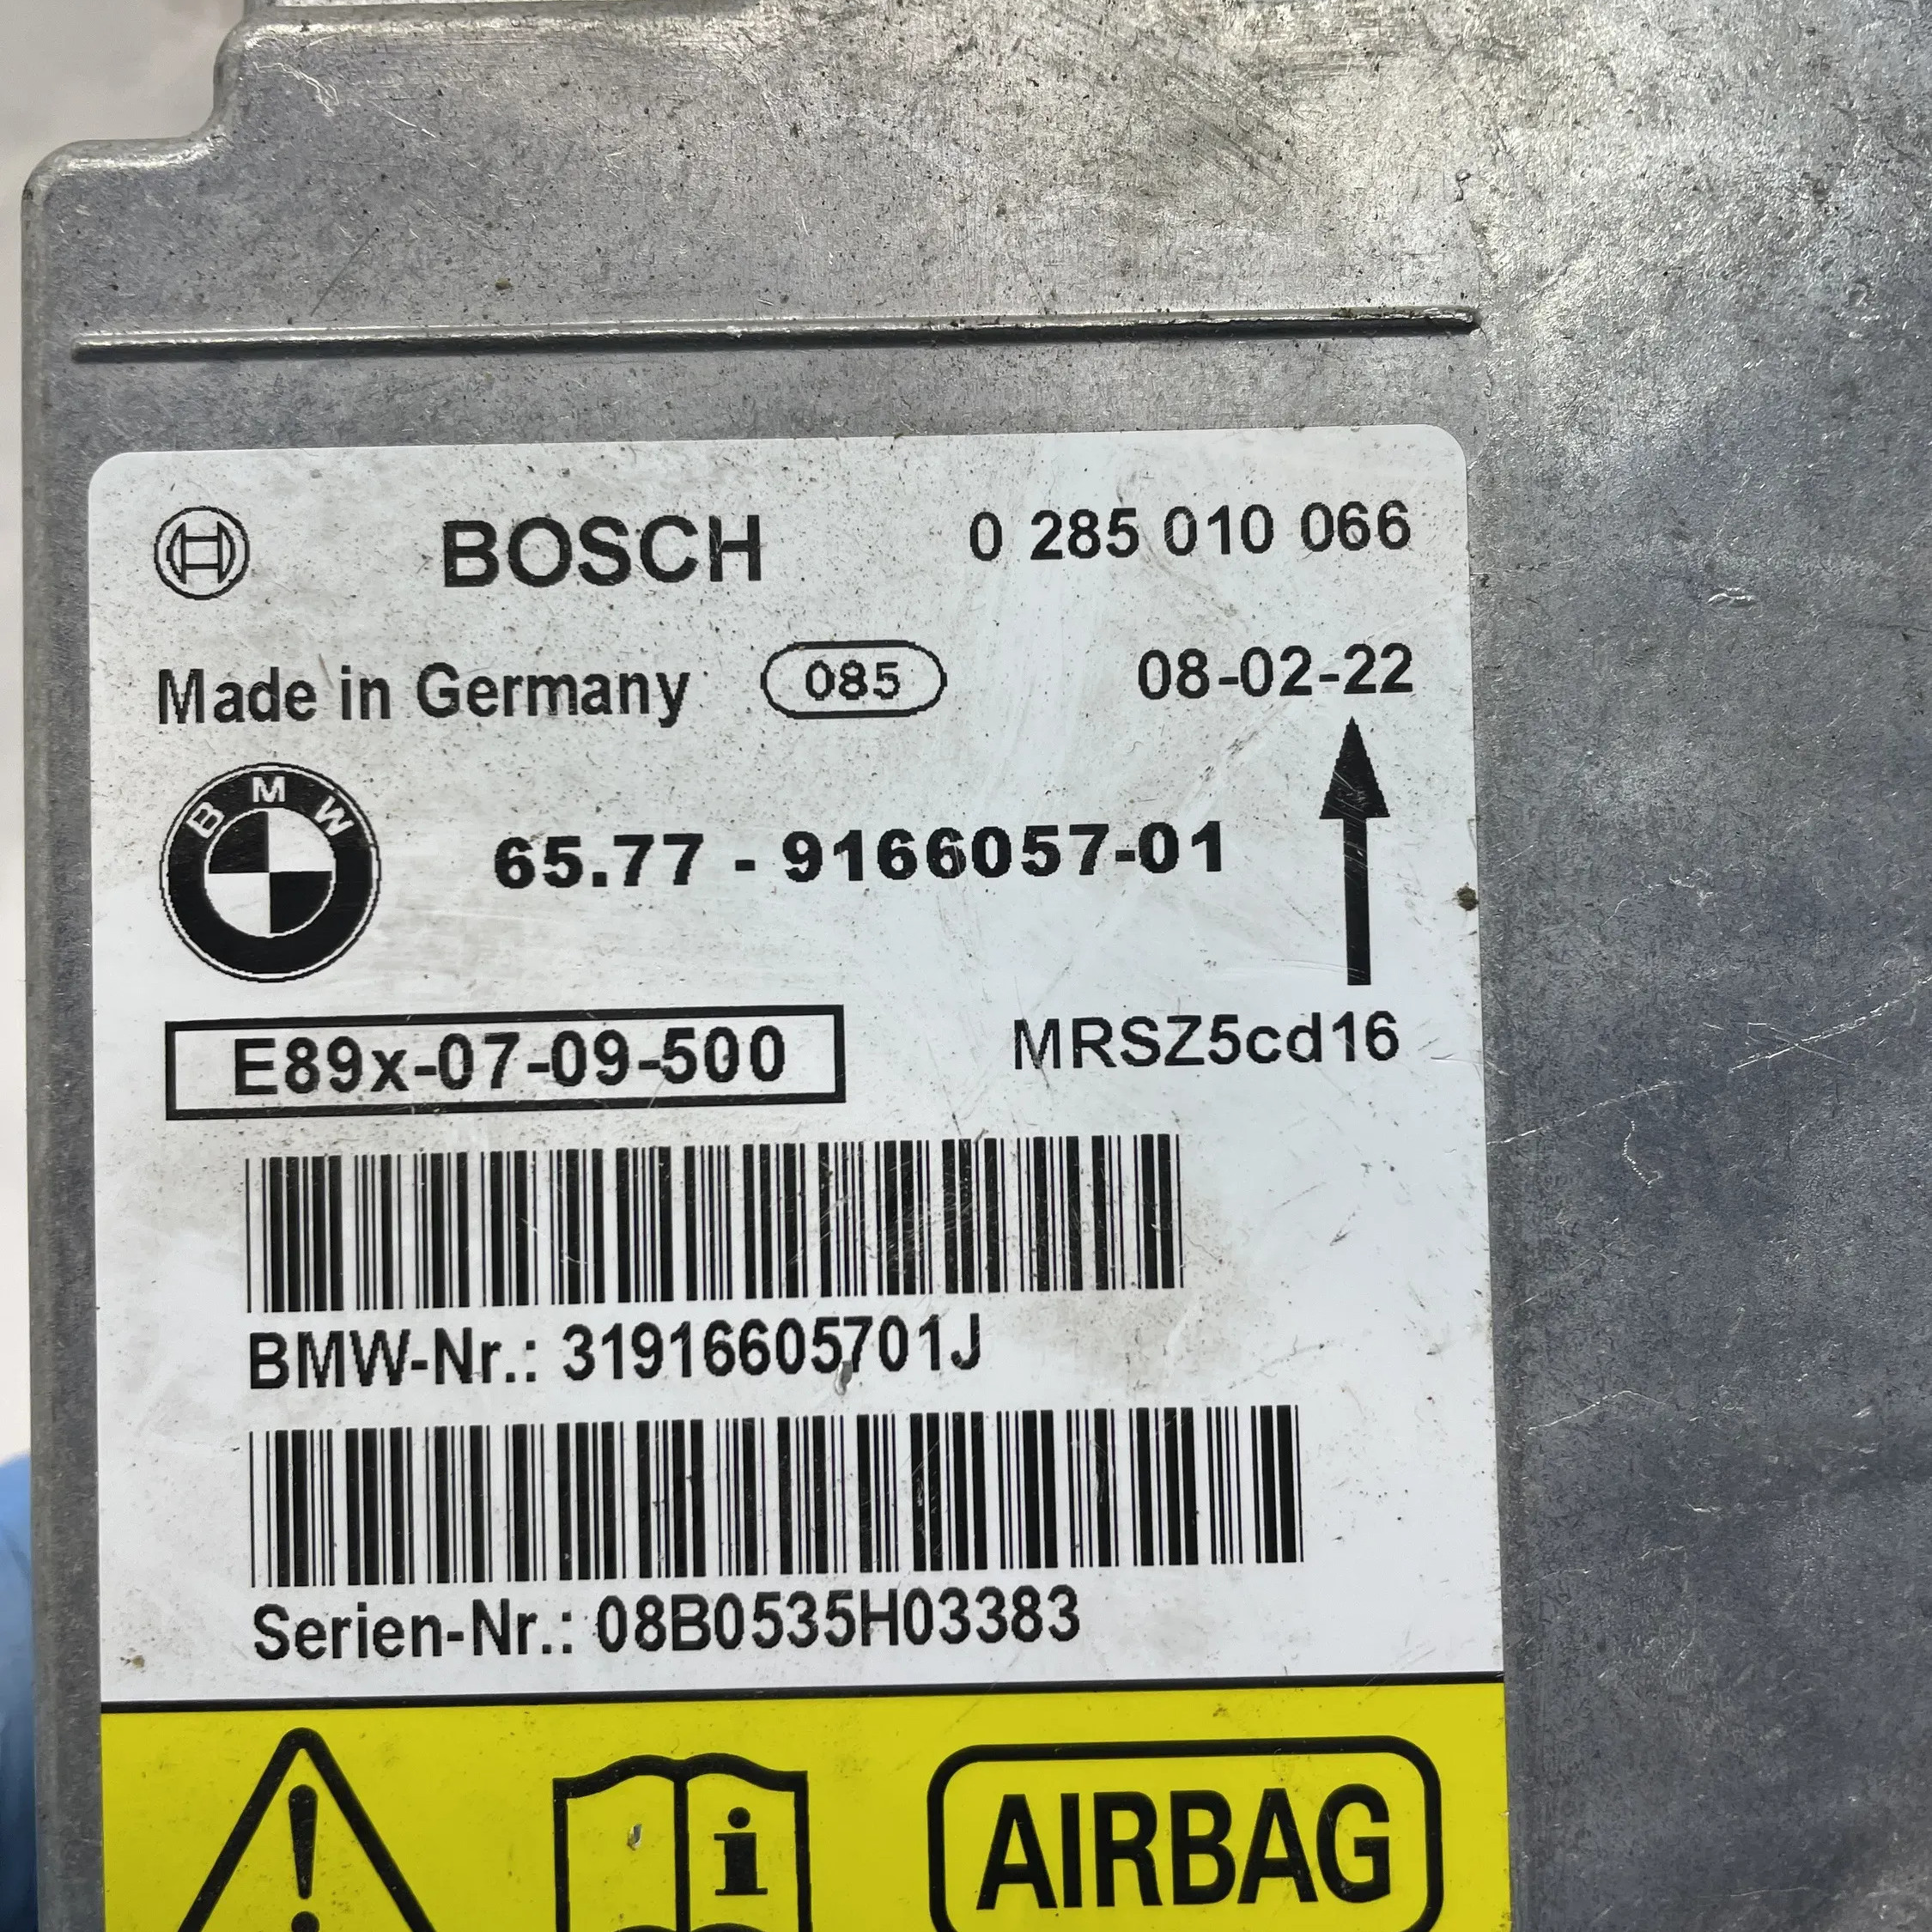 BOSCH 0 285 010 066
Made in Germany 085 08-02-22
BMW 65.77 - 9166057-01
E89x-07-09-500 MRSZ5cd16
BMW-Nr.: 31916605701J
Serien-Nr.: 08B0535H03383
! i AIRBAG